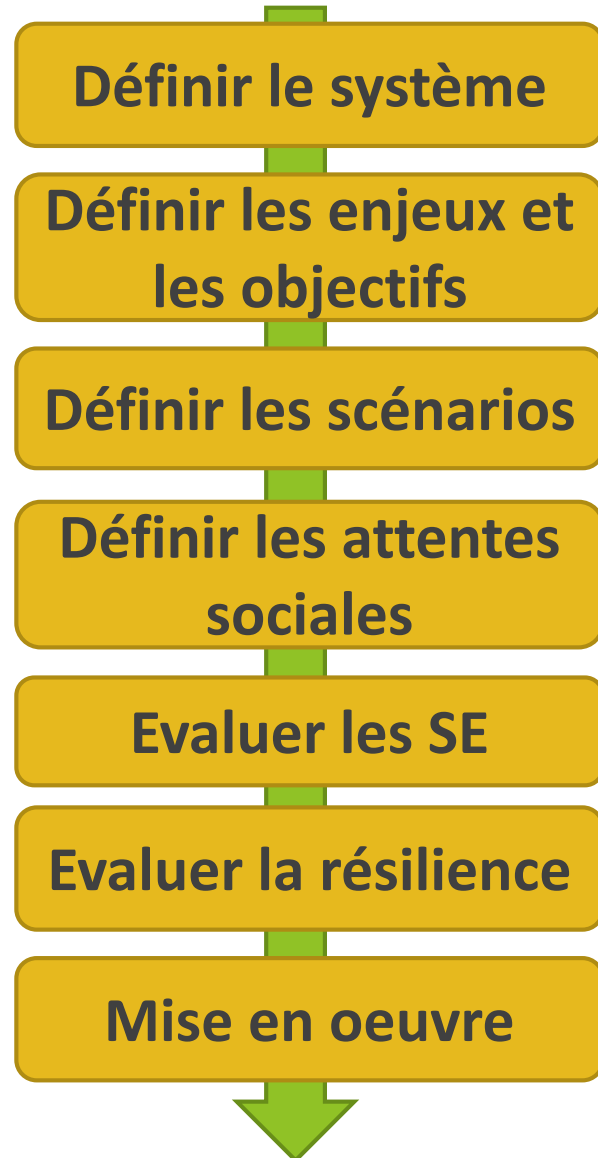 Définir le système
Définir les enjeux et
les objectifs
Définir les scénarios
Définir les attentes
sociales
Evaluer les SE
Evaluer la résilience
Mise en oeuvre